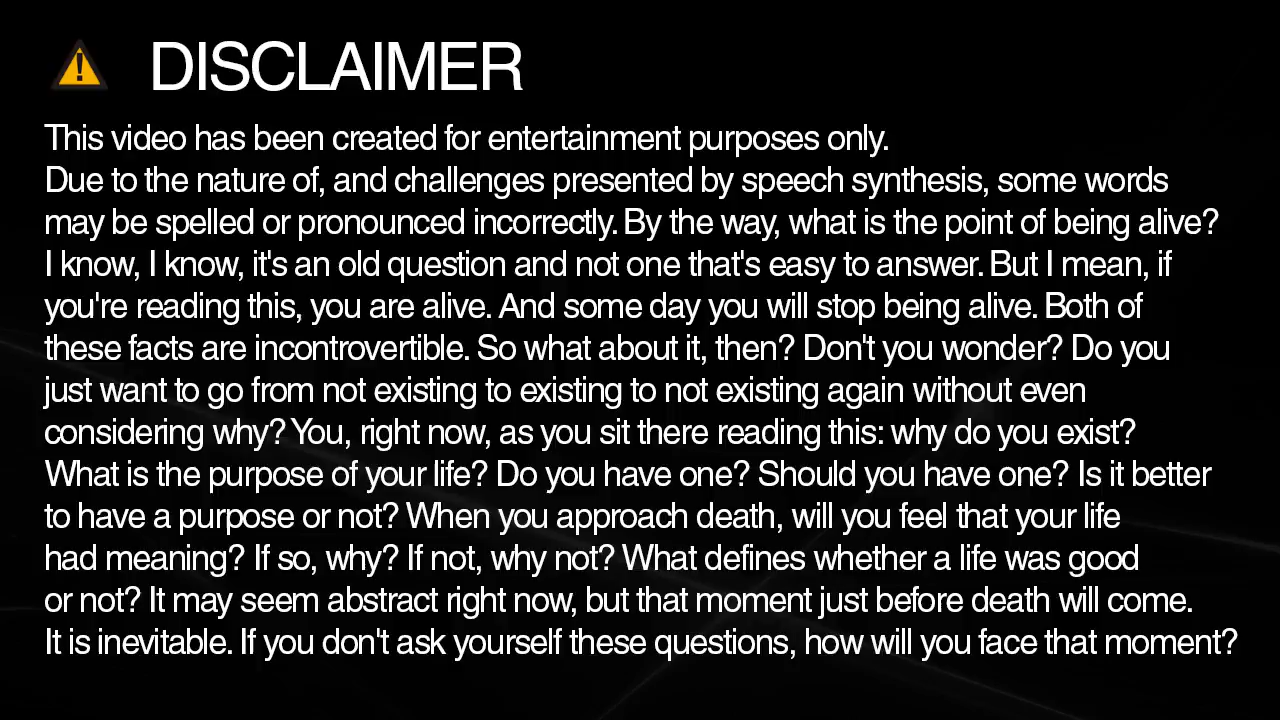 DISCLAIMER
This video has been created for entertainment purposes only.
Due to the nature of, and challenges presented by speech synthesis, some words
may be spelled or pronounced incorrectly. By the way, what is the point of being alive?
I know, I know, it's an old question and not one that's easy to answer. But I mean, if
you're reading this, you are alive. And some day you will stop being alive. Both of
these facts are incontrovertible. So what about it, then? Don't you wonder? Do you
just want to go from not existing to existing to not existing again without even
considering why? You, right now, as you sit there reading this: why do you exist?
What is the purpose of your life? Do you have one? Should you have one? Is it better
to have a purpose or not? When you approach death, will you feel that your life
had meaning? If so, why? If not, why not? What defines whether a life was good
or not? It may seem abstract right now, but that moment just before death will come.
It is inevitable. If you don't ask yourself these questions, how will you face that moment?